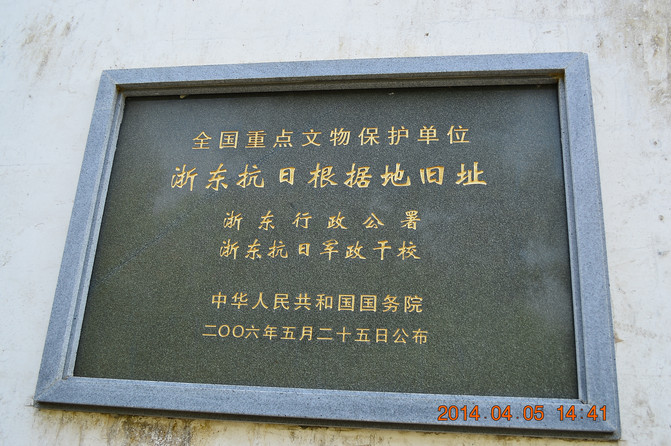 全国重点文物保护单位
浙东抗日根据地旧址
浙东行政公署
浙东抗日军政干校
中华人民共和国国务院
二〇〇六年五月二十五日公布
2014.04.05 14:41